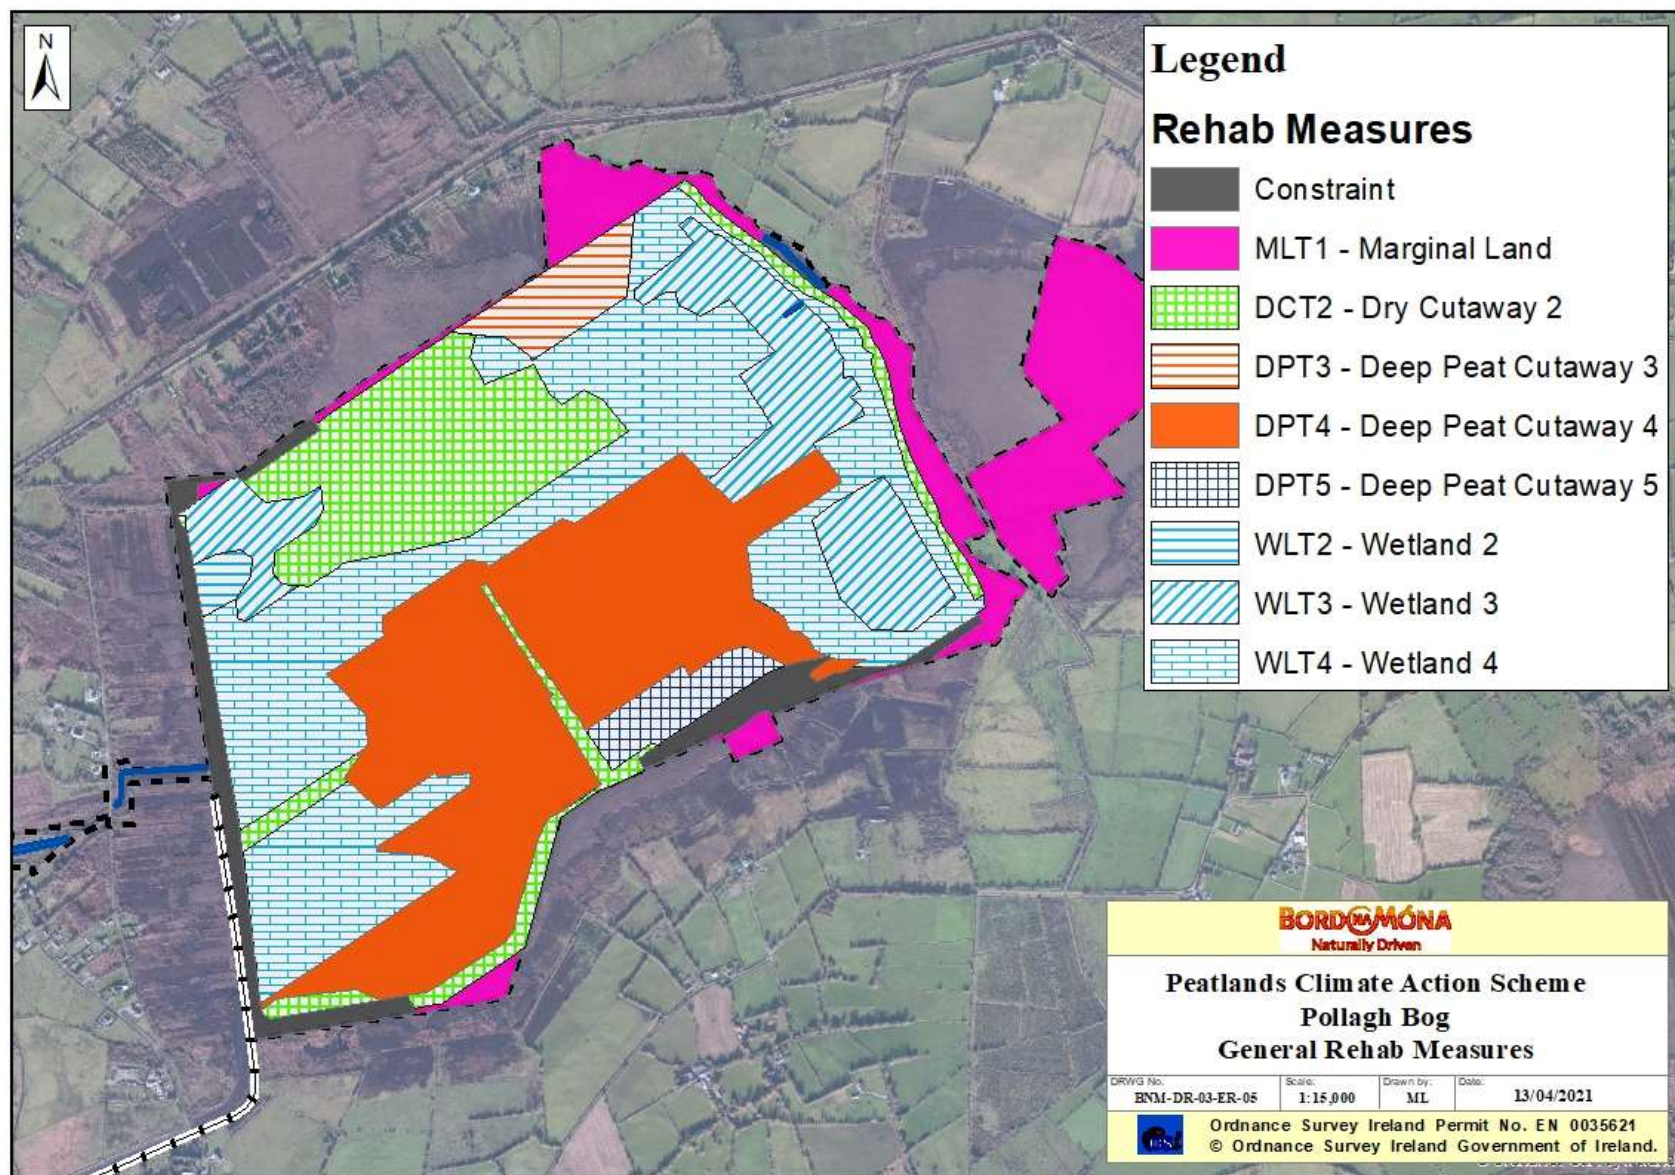 N
Legend
Rehab Measures
Constraint
MLT1 - Marginal Land
DCT2 - Dry Cutaway 2
DPT3 - Deep Peat Cutaway 3
DPT4 - Deep Peat Cutaway 4
DPT5 - Deep Peat Cutaway 5
WLT2 - Wetland 2
WLT3 - Wetland 3
WLT4 - Wetland 4
BORD NA MÓNA
Naturally Driven
Peatlands Climate Action Scheme
Pollagh Bog
General Rehab Measures
DRWG No. Scale: Drawn by: Date:
BNM-DR-03-ER-05 1:15,000 ML 13/04/2021
Ordnance Survey Ireland Permit No. EN 0035621
© Ordnance Survey Ireland Government of Ireland.